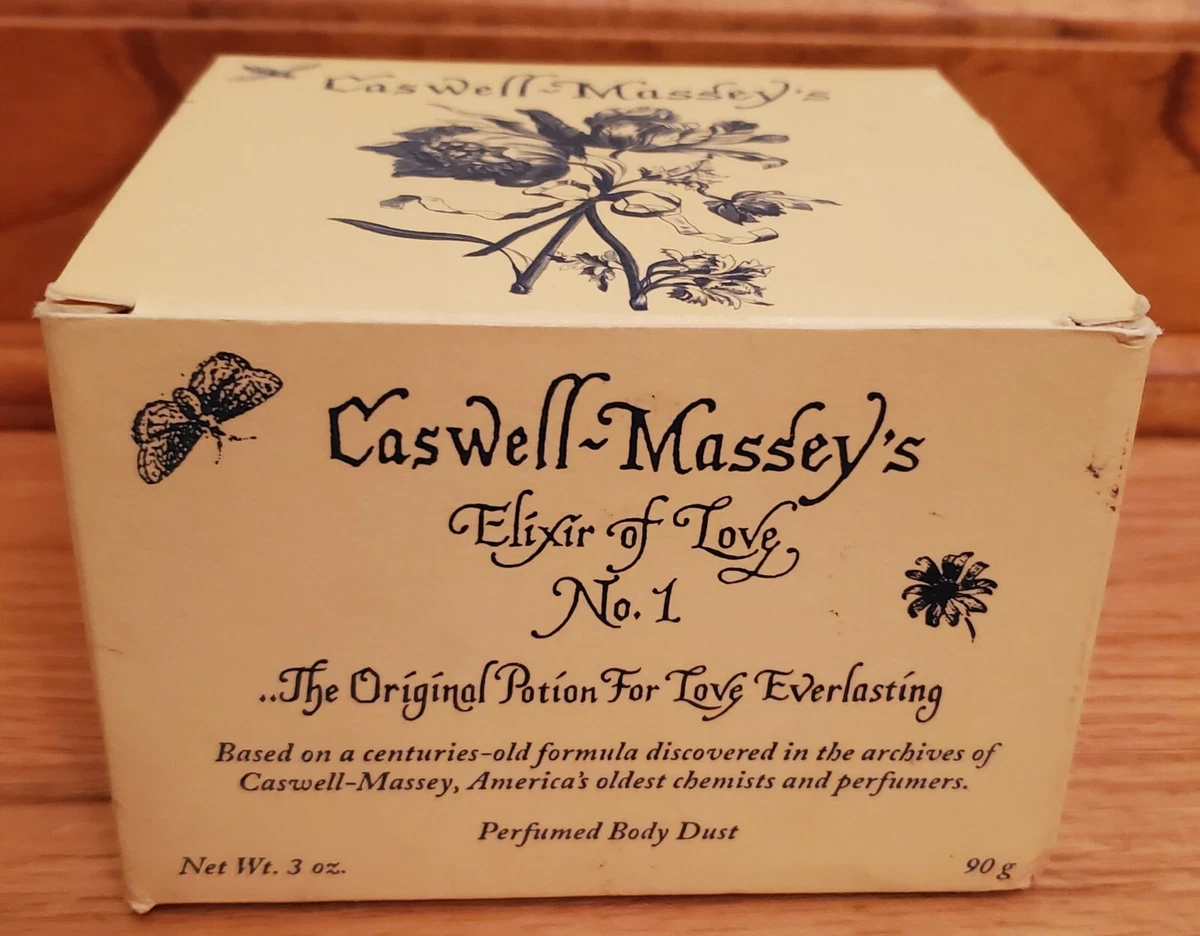 Caswell~Massey's
Caswell~Massey's
Elixir of Love
No. 1
..The Original Potion For Love Everlasting
Based on a centuries-old formula discovered in the archives of
Caswell-Massey, America's oldest chemists and perfumers.
Perfumed Body Dust
Net Wt. 3 oz. 90 g